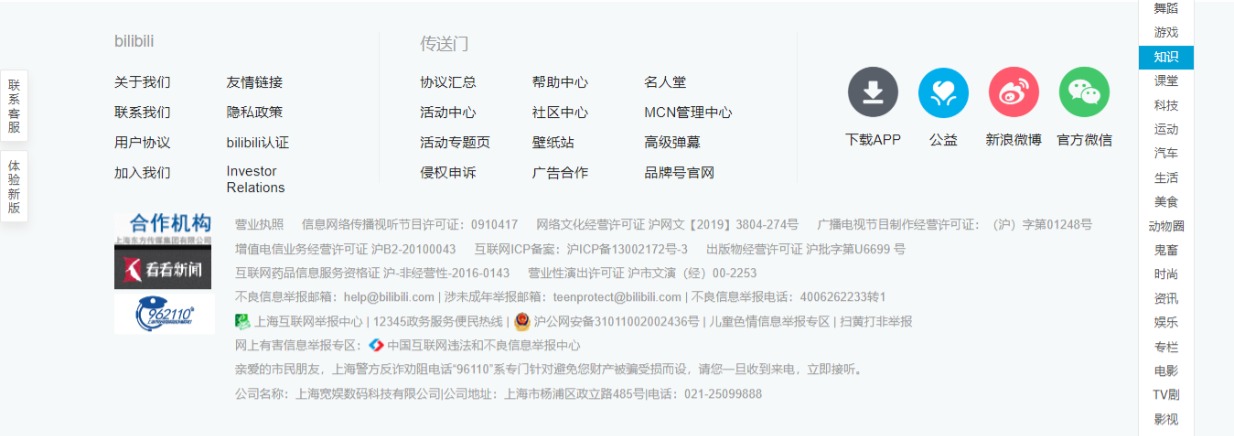 bilibili
关于我们 友情链接
联系我们 隐私政策
用户协议 bilibili认证
加入我们 Investor
Relations
传送门
协议汇总 帮助中心 名人堂
活动中心 社区中心 MCN管理中心
活动专题页 壁纸站 高级弹幕
侵权申诉 广告合作 品牌号官网
下载APP 公益 新浪微博 官方微信
联系客服
体验新版
合作机构
上海东方传媒集团有限公司
看看新闻
962110
营业执照 信息网络传播视听节目许可证：0910417 网络文化经营许可证 沪网文【2019】3804-274号 广播电视节目制作经营许可证：（沪）字第01248号
增值电信业务经营许可证 沪B2-20100043 互联网ICP备案：沪ICP备13002172号-3 出版物经营许可证 沪批字第U6699 号
互联网药品信息服务资格证 沪-非经营性-2016-0143 营业性演出许可证 沪市文演（经）00-2253
不良信息举报邮箱：help@bilibili.com | 涉未成年举报邮箱：teenprotect@bilibili.com | 不良信息举报电话：4006262233转1
上海互联网举报中心 | 12345政务服务便民热线 | 沪公网安备31011002002436号 | 儿童色情信息举报专区 | 扫黄打非举报
网上有害信息举报专区： 中国互联网违法和不良信息举报中心
亲爱的市民朋友，上海警方反诈劝阻电话“96110”系专门针对避免您财产被骗受损而设，请您一旦收到来电，立即接听。
公司名称：上海宽娱数码科技有限公司|公司地址：上海市杨浦区政立路485号|电话：021-25099888
舞蹈
游戏
知识
课堂
科技
运动
汽车
生活
美食
动物圈
鬼畜
时尚
资讯
娱乐
专栏
电影
TV剧
影视